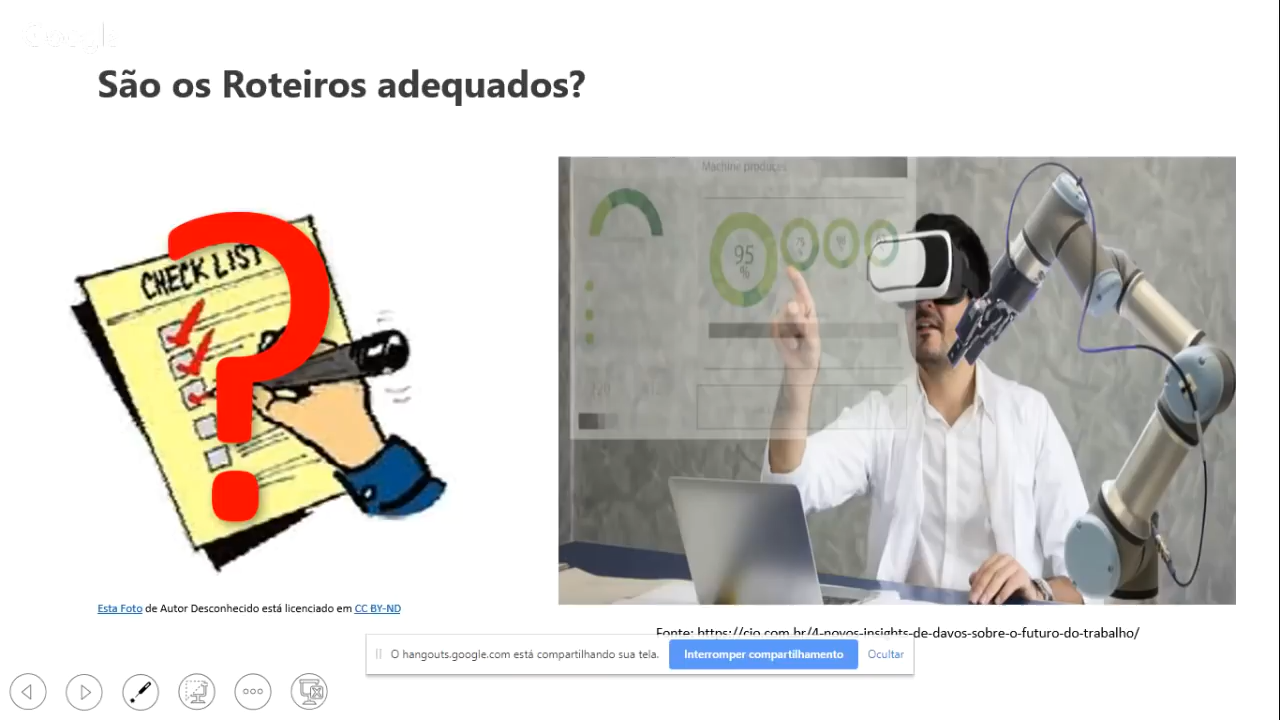 Google
São os Roteiros adequados?
CHECK LIST
Machine produces
95
%
Esta Foto de Autor Desconhecido está licenciado em CC BY-ND
Fonte: https://cio.com.br/4-novos-insights-de-davos-sobre-o-futuro-do-trabalho/
O hangouts.google.com está compartilhando sua tela. Interromper compartilhamento Ocultar